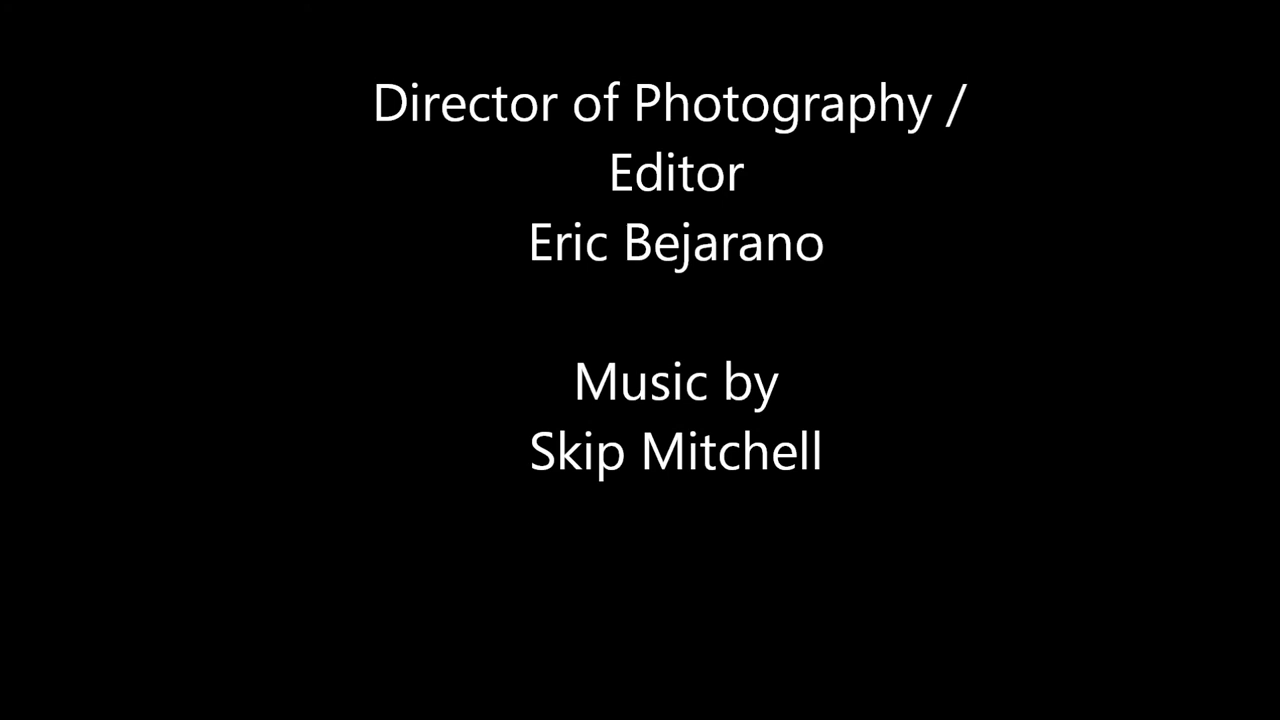 Director of Photography /
Editor
Eric Bejarano
Music by
Skip Mitchell